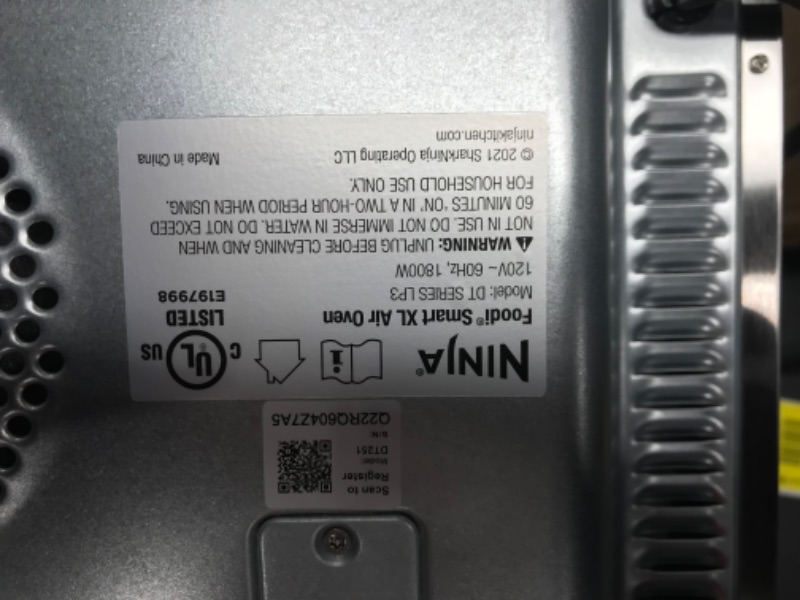 Scan to
Register
Model:
DT251
S/N:
Q22RQ604Z7A5
NINJA®
Foodi® Smart XL Air Oven
Model: DT SERIES LP3
120V~ 60Hz, 1800W
C UL® US
LISTED
E197998
⚠ WARNING: UNPLUG BEFORE CLEANING AND WHEN
NOT IN USE. DO NOT IMMERSE IN WATER. DO NOT EXCEED
60 MINUTES 'ON' IN A TWO-HOUR PERIOD WHEN USING.
FOR HOUSEHOLD USE ONLY.
© 2021 SharkNinja Operating LLC Made in China
ninjakitchen.com